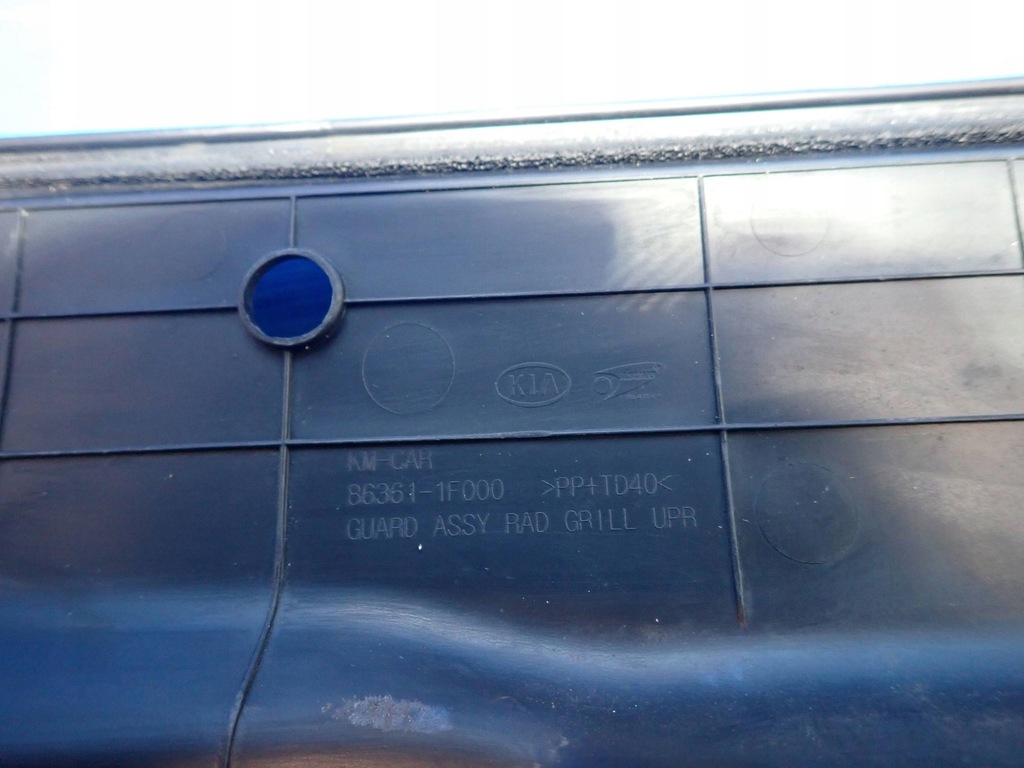 KIA
KM-CAR
86361-1F000 >PP+TD40<
GUARD ASSY RAD GRILL UPR